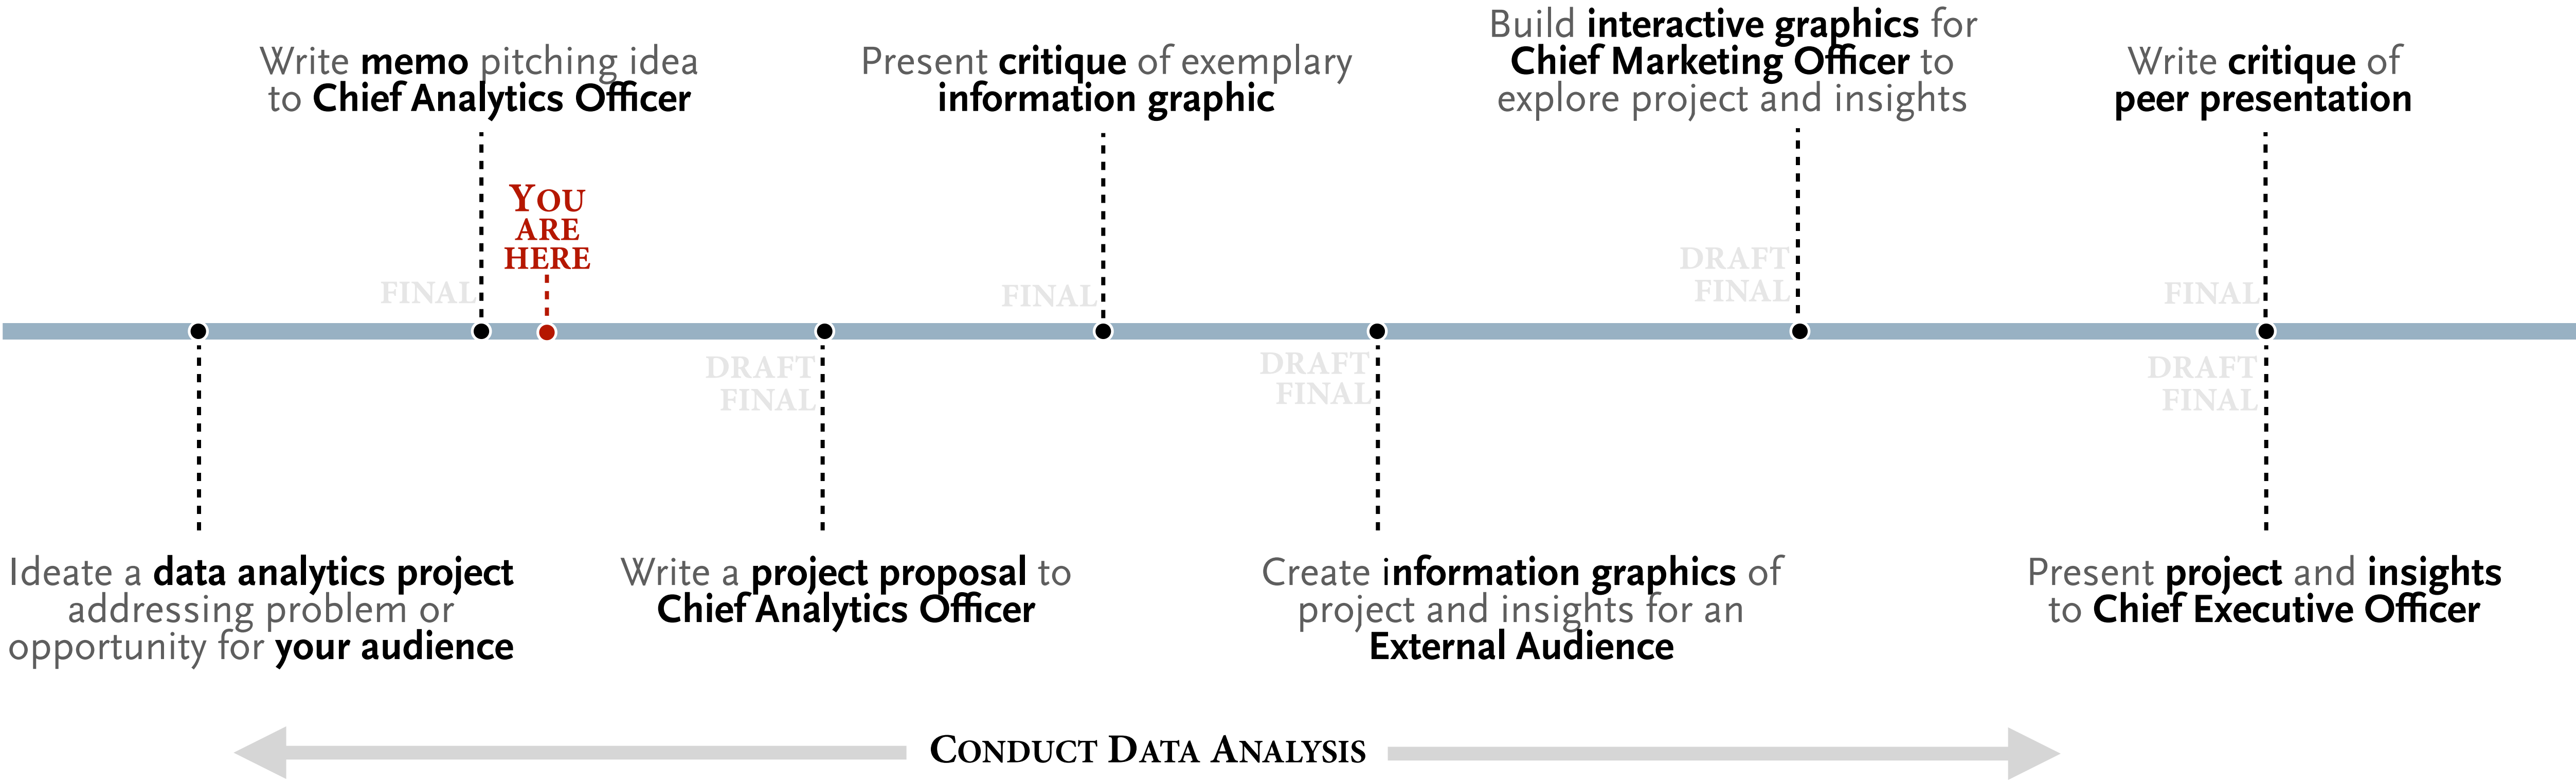 Write memo pitching idea
to Chief Analytics Officer
Present critique of exemplary
information graphic
Build interactive graphics for
Chief Marketing Officer to
explore project and insights
Write critique of
peer presentation
YOU
ARE
HERE
FINAL
FINAL
DRAFT
FINAL
FINAL
DRAFT
FINAL
DRAFT
FINAL
DRAFT
FINAL
Ideate a data analytics project
addressing problem or
opportunity for your audience
Write a project proposal to
Chief Analytics Officer
Create information graphics of
project and insights for an
External Audience
Present project and insights
to Chief Executive Officer
CONDUCT DATA ANALYSIS